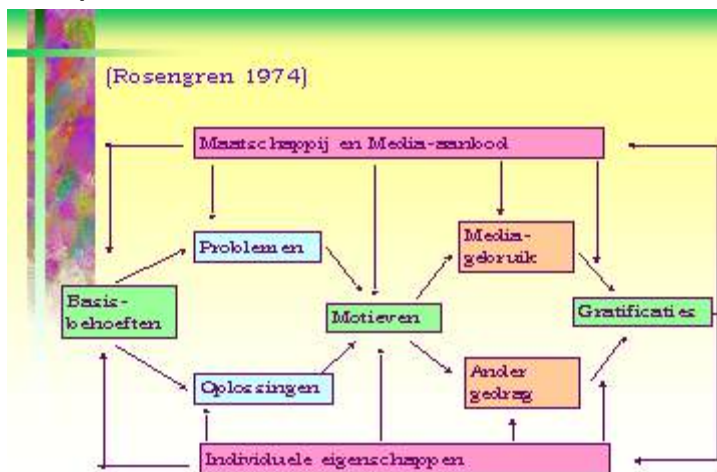 (Rosengren 1974)
Maatschappij en Media-aanbod
Problemen
Media-
gebruik
Basis-
behoeften
Motieven
Gratificaties
Oplossingen
Ander
gedrag
Individuele eigenschappen